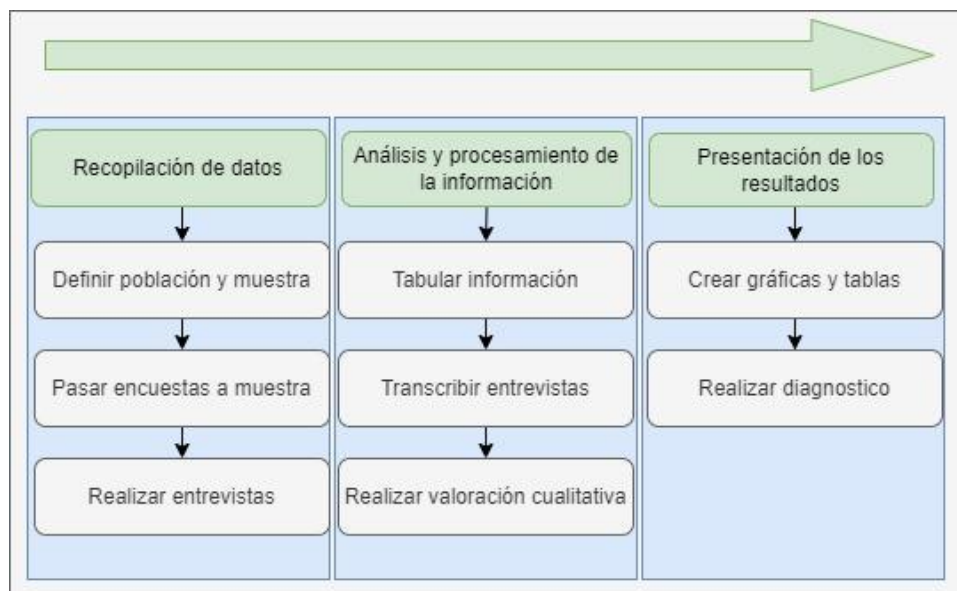 Recopilación de datos
Definir población y muestra
Pasar encuestas a muestra
Realizar entrevistas
Análisis y procesamiento de
la información
Tabular información
Transcribir entrevistas
Realizar valoración cualitativa
Presentación de los
resultados
Crear gráficas y tablas
Realizar diagnostico